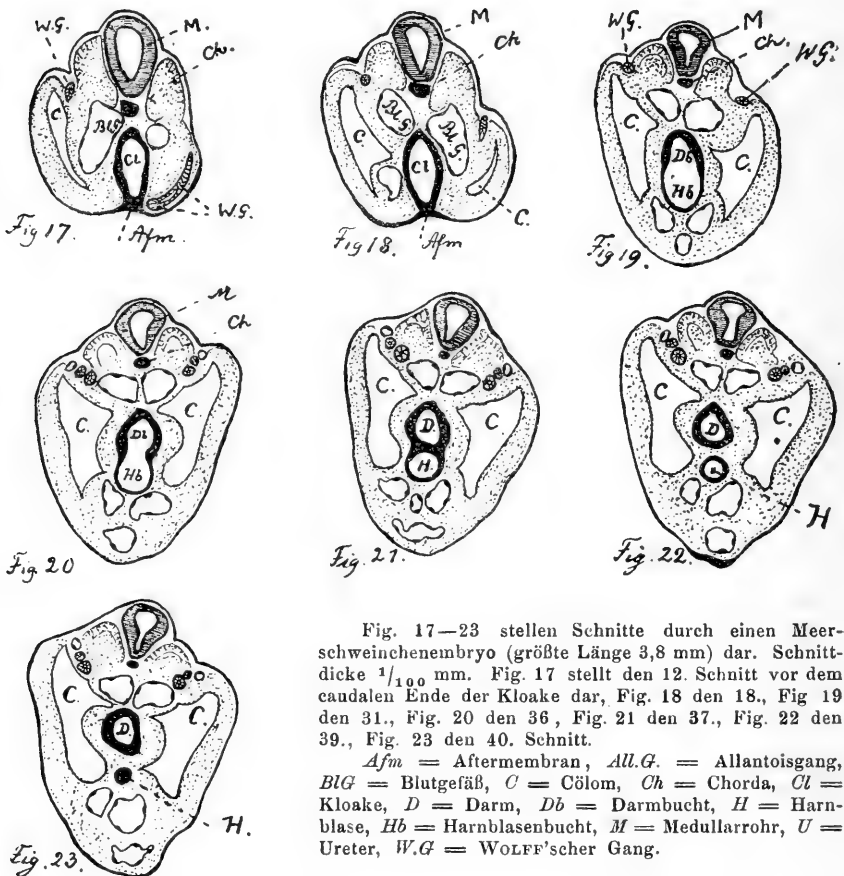 W.G. M. Ch.
C. BlG Cl
W.G.
Fig 17. Afm.
M Ch
C. BlG Bl.G Cl
C.
Fig 18. Afm
W.G. M Ch. W.G.
C. Db C.
Hb
Fig 19.
M
Ch
C. C.
Hb
Fig. 20
C. C.
D.
H
Fig. 21.
C C.
D
H
Fig. 22.
C C.
D.
H.
Fig. 23.
Fig. 17—23 stellen Schnitte durch einen Meer-
schweinchenembryo (größte Länge 3,8 mm) dar. Schnitt-
dicke 1/100 mm. Fig. 17 stellt den 12. Schnitt vor dem
caudalen Ende der Kloake dar, Fig. 18 den 18., Fig 19
den 31., Fig. 20 den 36, Fig. 21 den 37., Fig. 22 den
39., Fig. 23 den 40. Schnitt.
Afm = Aftermembran, All.G. = Allantoisgang,
BlG = Blutgefäß, C = Cölom, Ch = Chorda, Cl =
Kloake, D = Darm, Db = Darmbucht, H = Harn-
blase, Hb = Harnblasenbucht, M = Medullarrohr, U =
Ureter, W.G = WOLFF'scher Gang.